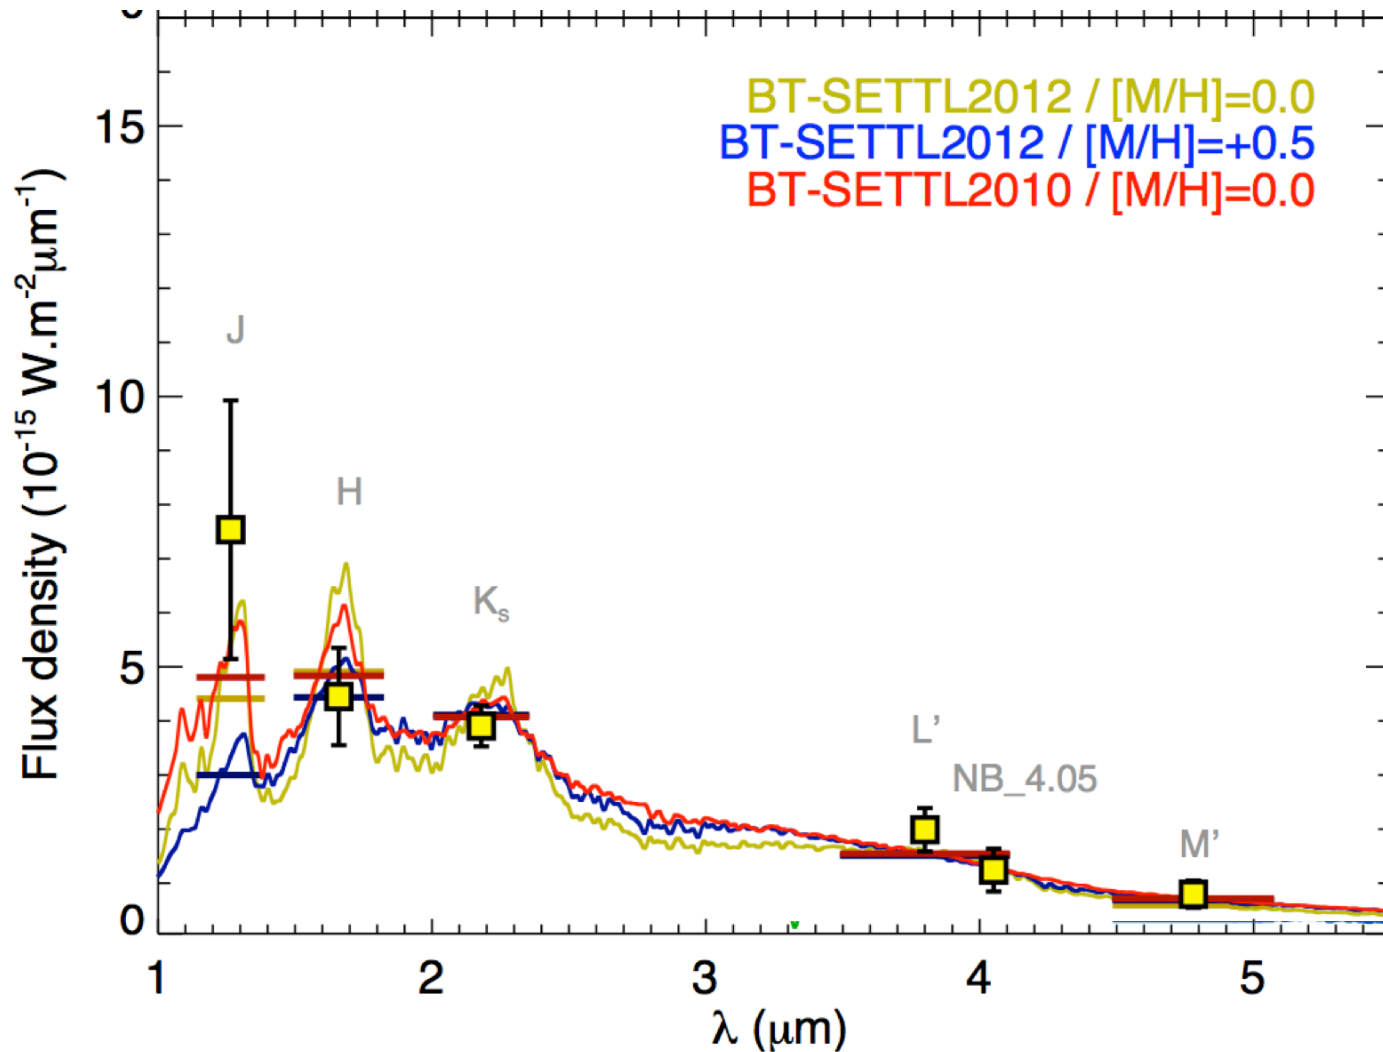 BT-SETTL2012 / [M/H]=0.0
BT-SETTL2012 / [M/H]=+0.5
BT-SETTL2010 / [M/H]=0.0
15
10
5
0
Flux density (10⁻¹⁵ W.m⁻²μm⁻¹)
J
H
Kₛ
L’
NB_4.05
M’
1 2 3 4 5
λ (μm)